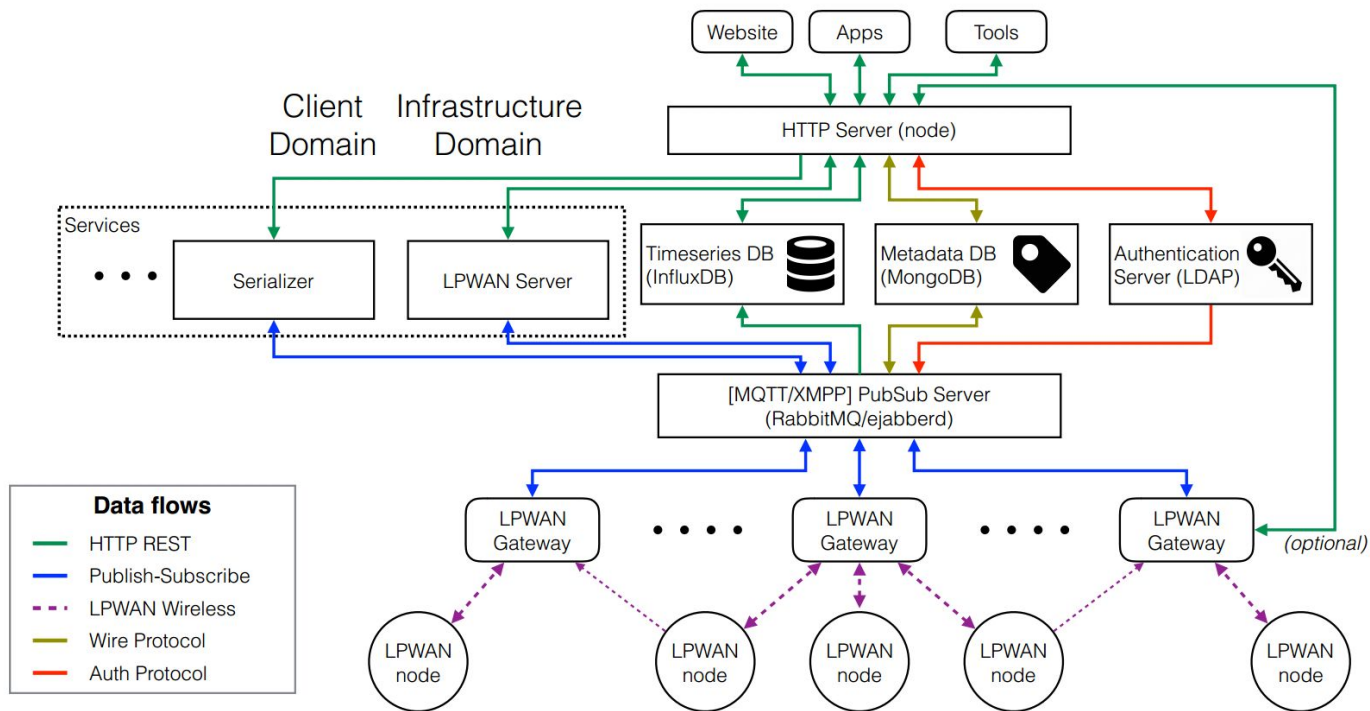 Website
Apps
Tools
Client
Domain
Infrastructure
Domain
HTTP Server (node)
Services
Serializer
LPWAN Server
Timeseries DB
(InfluxDB)
Metadata DB
(MongoDB)
Authentication
Server (LDAP)
[MQTT/XMPP] PubSub Server
(RabbitMQ/ejabberd)
LPWAN
Gateway
LPWAN
Gateway
LPWAN
Gateway
(optional)
Data flows
HTTP REST
Publish-Subscribe
LPWAN Wireless
Wire Protocol
Auth Protocol
LPWAN
node
LPWAN
node
LPWAN
node
LPWAN
node
LPWAN
node